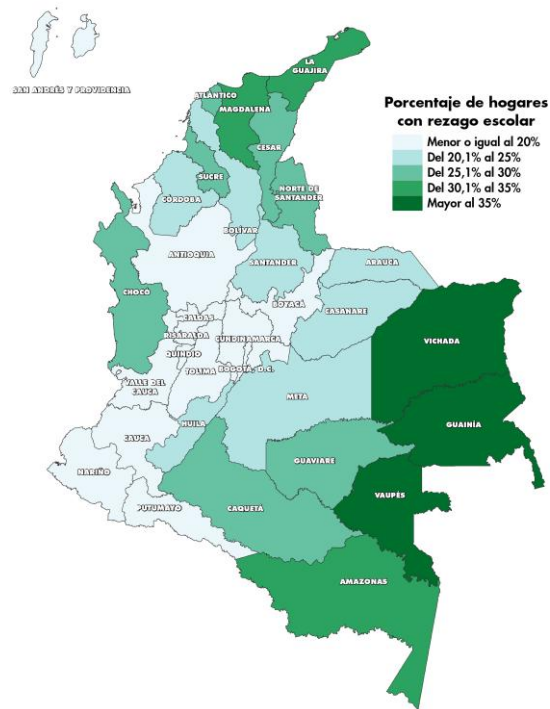 SAN ANDRÉS Y PROVIDENCIA
LA
GUAJIRA
ATLÁNTICO
MAGDALENA
CESAR
Porcentaje de hogares
con rezago escolar
Menor o igual al 20%
Del 20,1% al 25%
Del 25,1% al 30%
Del 30,1% al 35%
Mayor al 35%
SUCRE
NORTE DE
SANTANDER
CÓRDOBA
BOLÍVAR
ANTIOQUIA
SANTANDER
ARAUCA
CHOCÓ
BOYACÁ
CASANARE
CALDAS
RISARALDA
CUNDINAMARCA
VICHADA
QUINDIO
TOLIMA
BOGOTÁ, D.C.
VALLE DEL
CAUCA
META
HUILA
CAUCA
GUAINÍA
GUAVIARE
NARIÑO
VAUPÉS
PUTUMAYO
CAQUETÁ
AMAZONAS